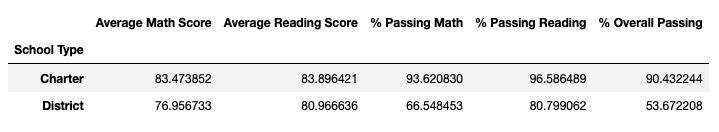 Average Math Score Average Reading Score % Passing Math % Passing Reading % Overall Passing
School Type
Charter 83.473852 83.896421 93.620830 96.586489 90.432244
District 76.956733 80.966636 66.548453 80.799062 53.672208